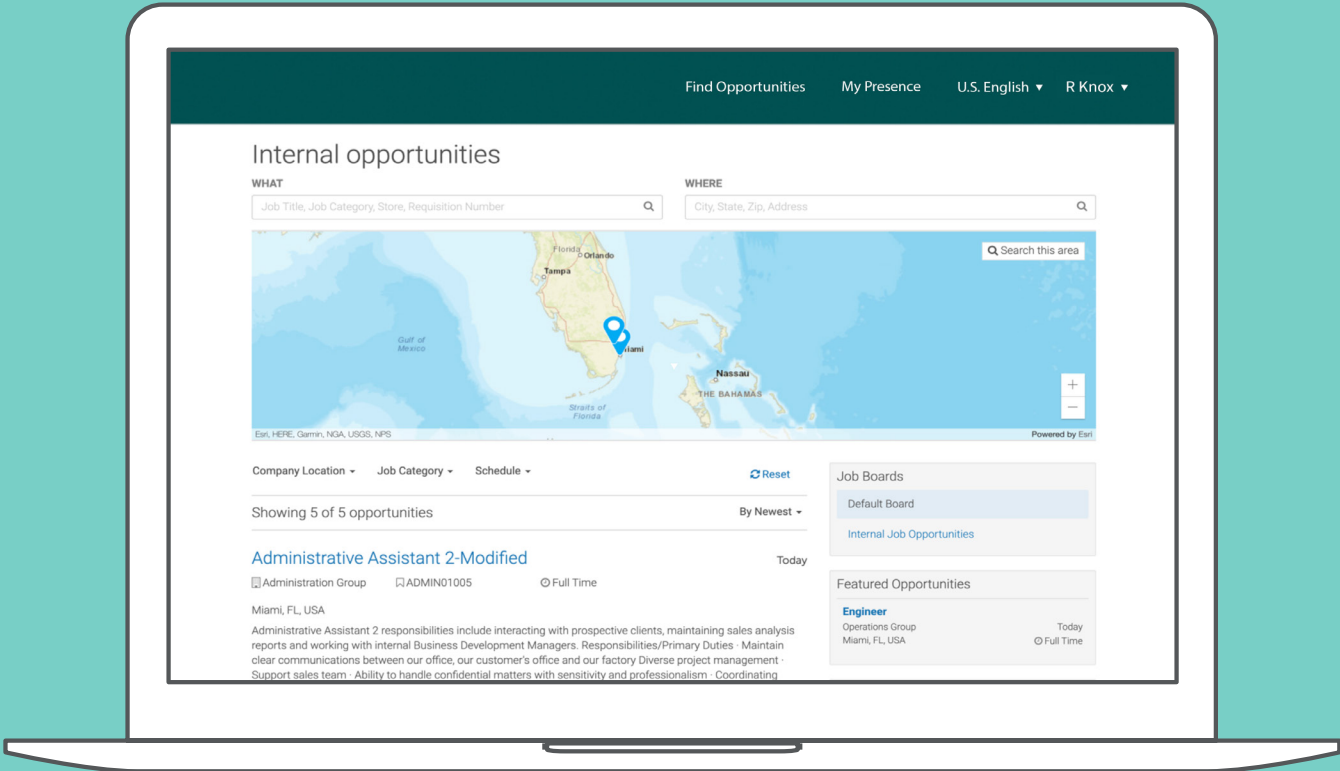 Find Opportunities My Presence U.S. English ▾ R Knox ▾
Internal opportunities
WHAT WHERE
Job Title, Job Category, Store, Requisition Number City, State, Zip, Address
Search this area
Florida
Orlando
Tampa
Gulf of
Mexico
Miami
Nassau
THE BAHAMAS
Straits of
Florida
+
−
Esri, HERE, Garmin, NGA, USGS, NPS Powered by Esri
Company Location ▾ Job Category ▾ Schedule ▾ Reset
Showing 5 of 5 opportunities By Newest ▾
Administrative Assistant 2-Modified Today
Administration Group ADMIN01005 Full Time
Miami, FL, USA
Administrative Assistant 2 responsibilities include interacting with prospective clients, maintaining sales analysis
reports and working with internal Business Development Managers. Responsibilities/Primary Duties · Maintain
clear communications between our office, our customer's office and our factory Diverse project management ·
Support sales team · Ability to handle confidential matters with sensitivity and professionalism · Coordinating
Job Boards
Default Board
Internal Job Opportunities
Featured Opportunities
Engineer
Operations Group Today
Miami, FL, USA Full Time